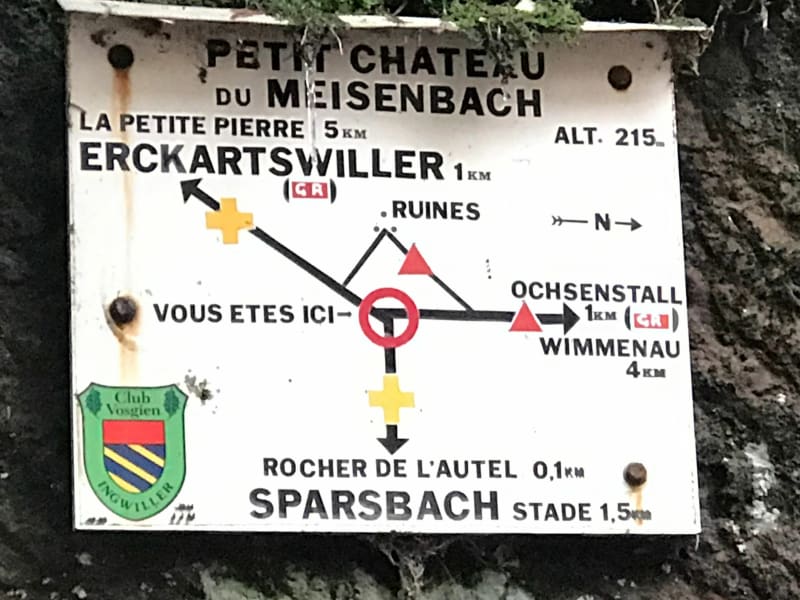 PETIT CHATEAU
DU MEISENBACH
LA PETITE PIERRE 5KM
ALT. 215m
ERCKARTSWILLER 1KM
(GR)
.RUINES
N
OCHSENSTALL
VOUS ETES ICI
1KM (GR)
WIMMENAU
4KM
Club
Vosgien
INGWILLER
ROCHER DE L'AUTEL 0,1KM
SPARSBACH STADE 1,5KM